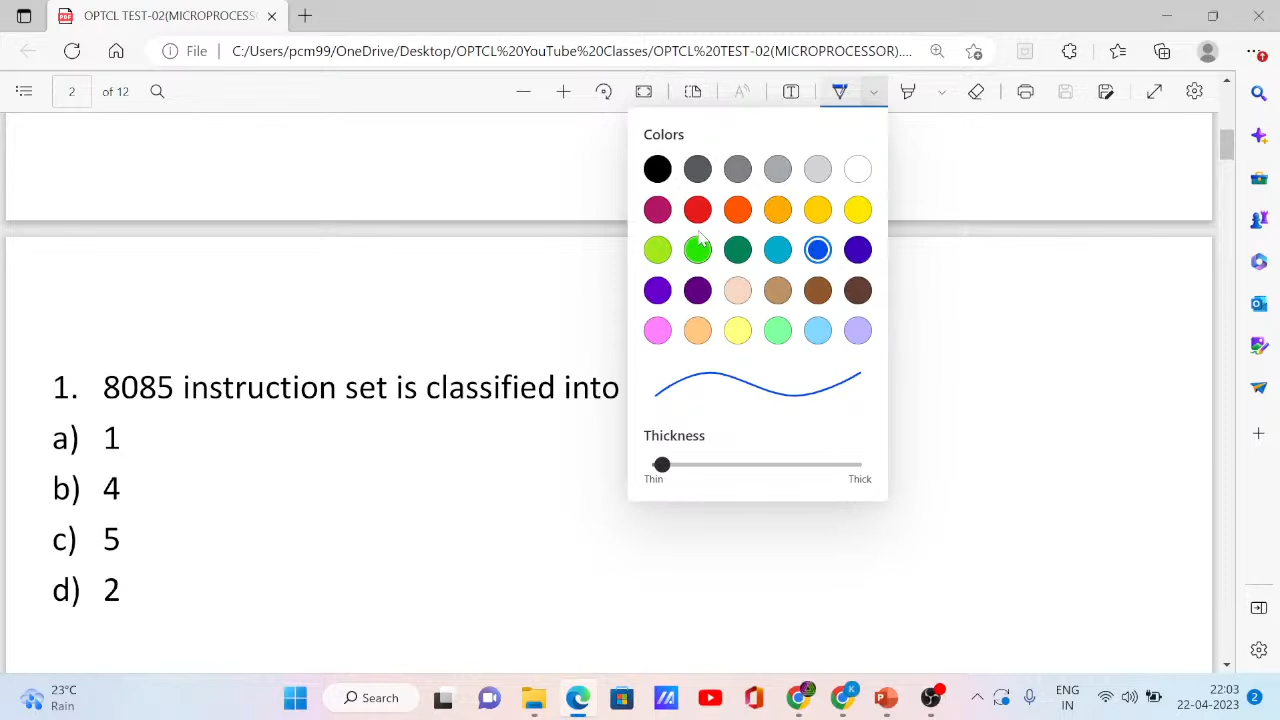 OPTCL TEST-02(MICROPROCESS
File
C:/Users/pcm99/OneDrive/Desktop/OPTCL%20YouTube%20Classes/OPTCL%20TEST-02(MICROPROCESSOR)....
2 of 12
Colors
1. 8085 instruction set is classified into
a) 1
b) 4
c) 5
d) 2
Thickness
Thin
Thick
23°C
Rain
Search
ENG
IN
22:03
22-04-2023
2